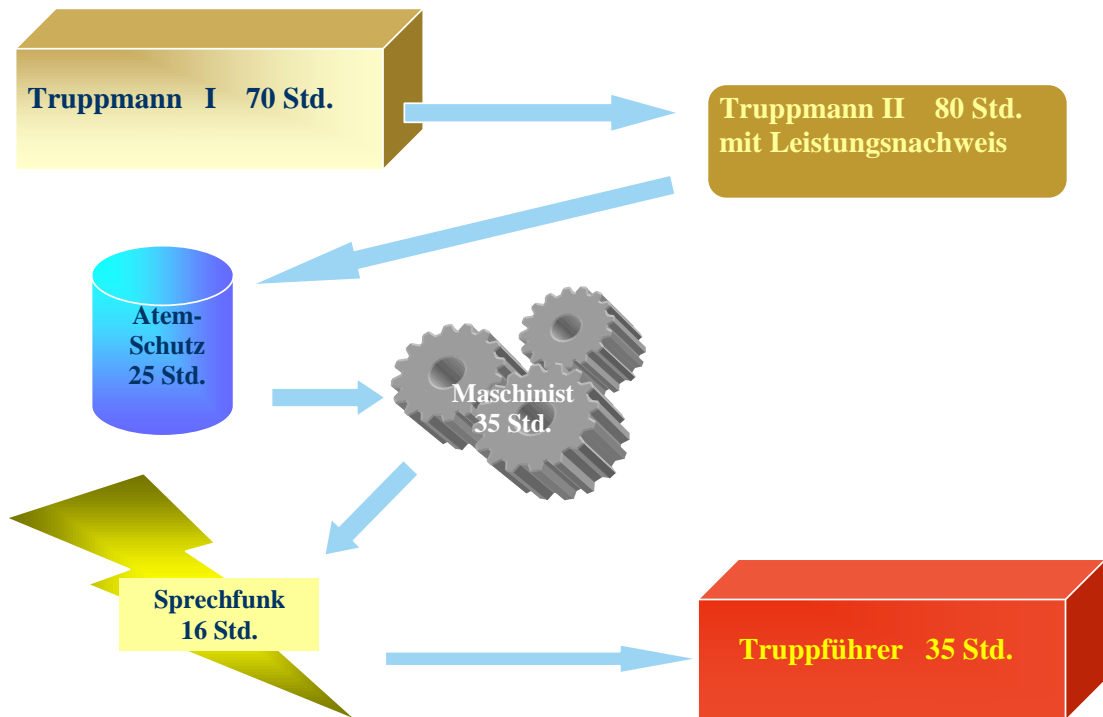 Truppmann I 70 Std.
Truppmann II 80 Std.
mit Leistungsnachweis
Atem-
Schutz
25 Std.
Maschinist
35 Std.
Sprechfunk
16 Std.
Truppführer 35 Std.